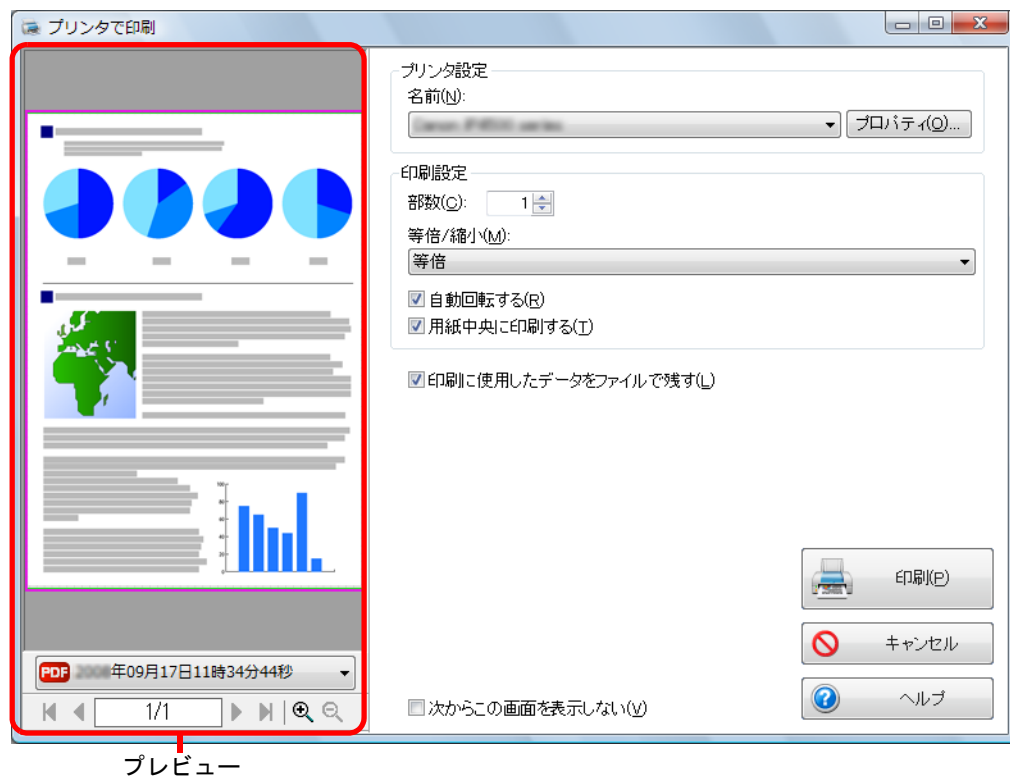 プリンタで印刷
プリンタ設定
名前(N):
プロパティ(O)...
印刷設定
部数(C):
1
等倍/縮小(M):
等倍
自動回転する(R)
用紙中央に印刷する(T)
印刷に使用したデータをファイルで残す(L)
印刷(P)
キャンセル
ヘルプ
次からこの画面を表示しない(V)
PDF 年09月17日11時34分44秒
1/1
プレビュー